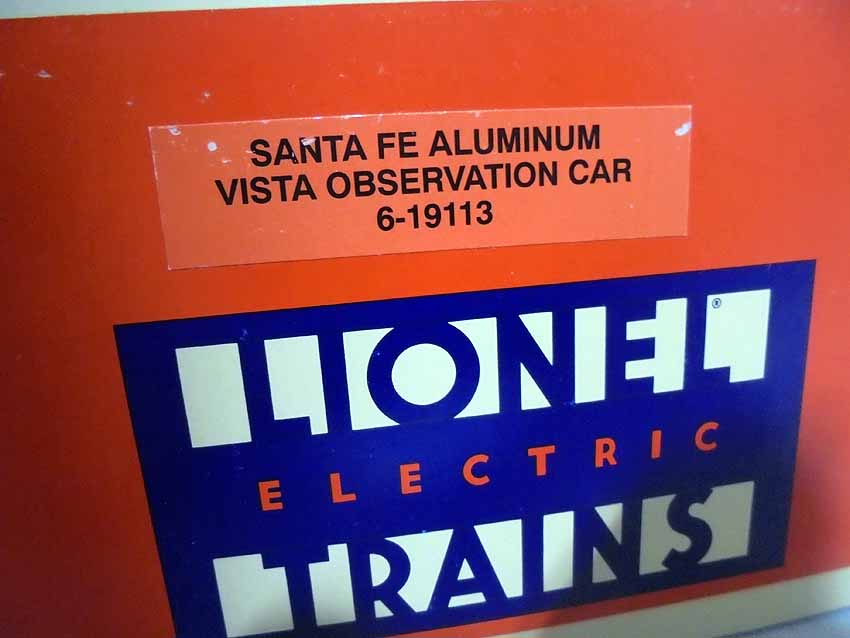 SANTA FE ALUMINUM
VISTA OBSERVATION CAR
6-19113
LIONEL®
ELECTRIC
TRAINS